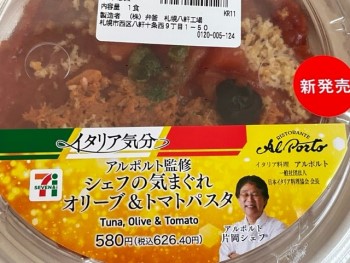 内容量 1食
製造者 (株)弁釜 札幌八軒工場
札幌市西区八軒十条西9丁目1-50
0120-005-124
KR11
新発売
イタリア気分
RISTORANTE
Al Porto
イタリア料理 アルポルト
一般社団法人
日本イタリア料理協会 会長
アルポルト監修
シェフの気まぐれ
オリーブ&トマトパスタ
Tuna, Olive & Tomato
580円(税込626.40円)
7
SEVEN&i
アルポルト
片岡シェフ